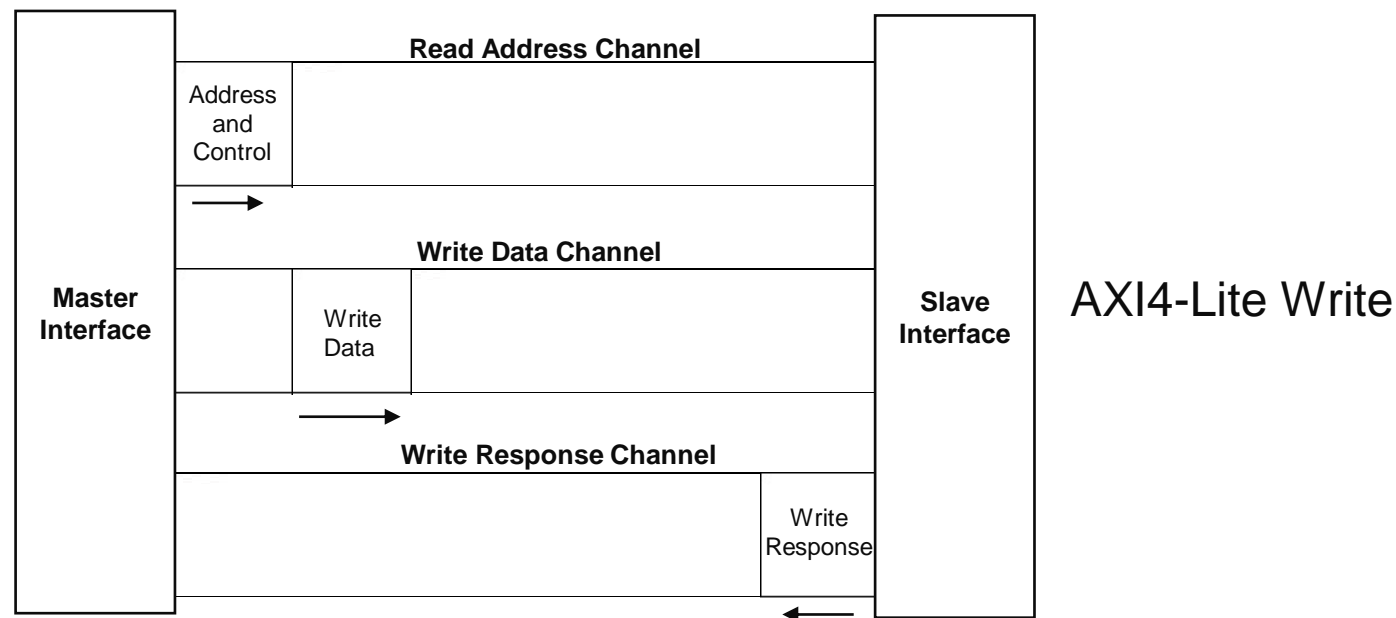 Read Address Channel
Address
and
Control
Write Data Channel
Master
Interface
Write
Data
Slave
Interface
AXI4-Lite Write
Write Response Channel
Write
Response